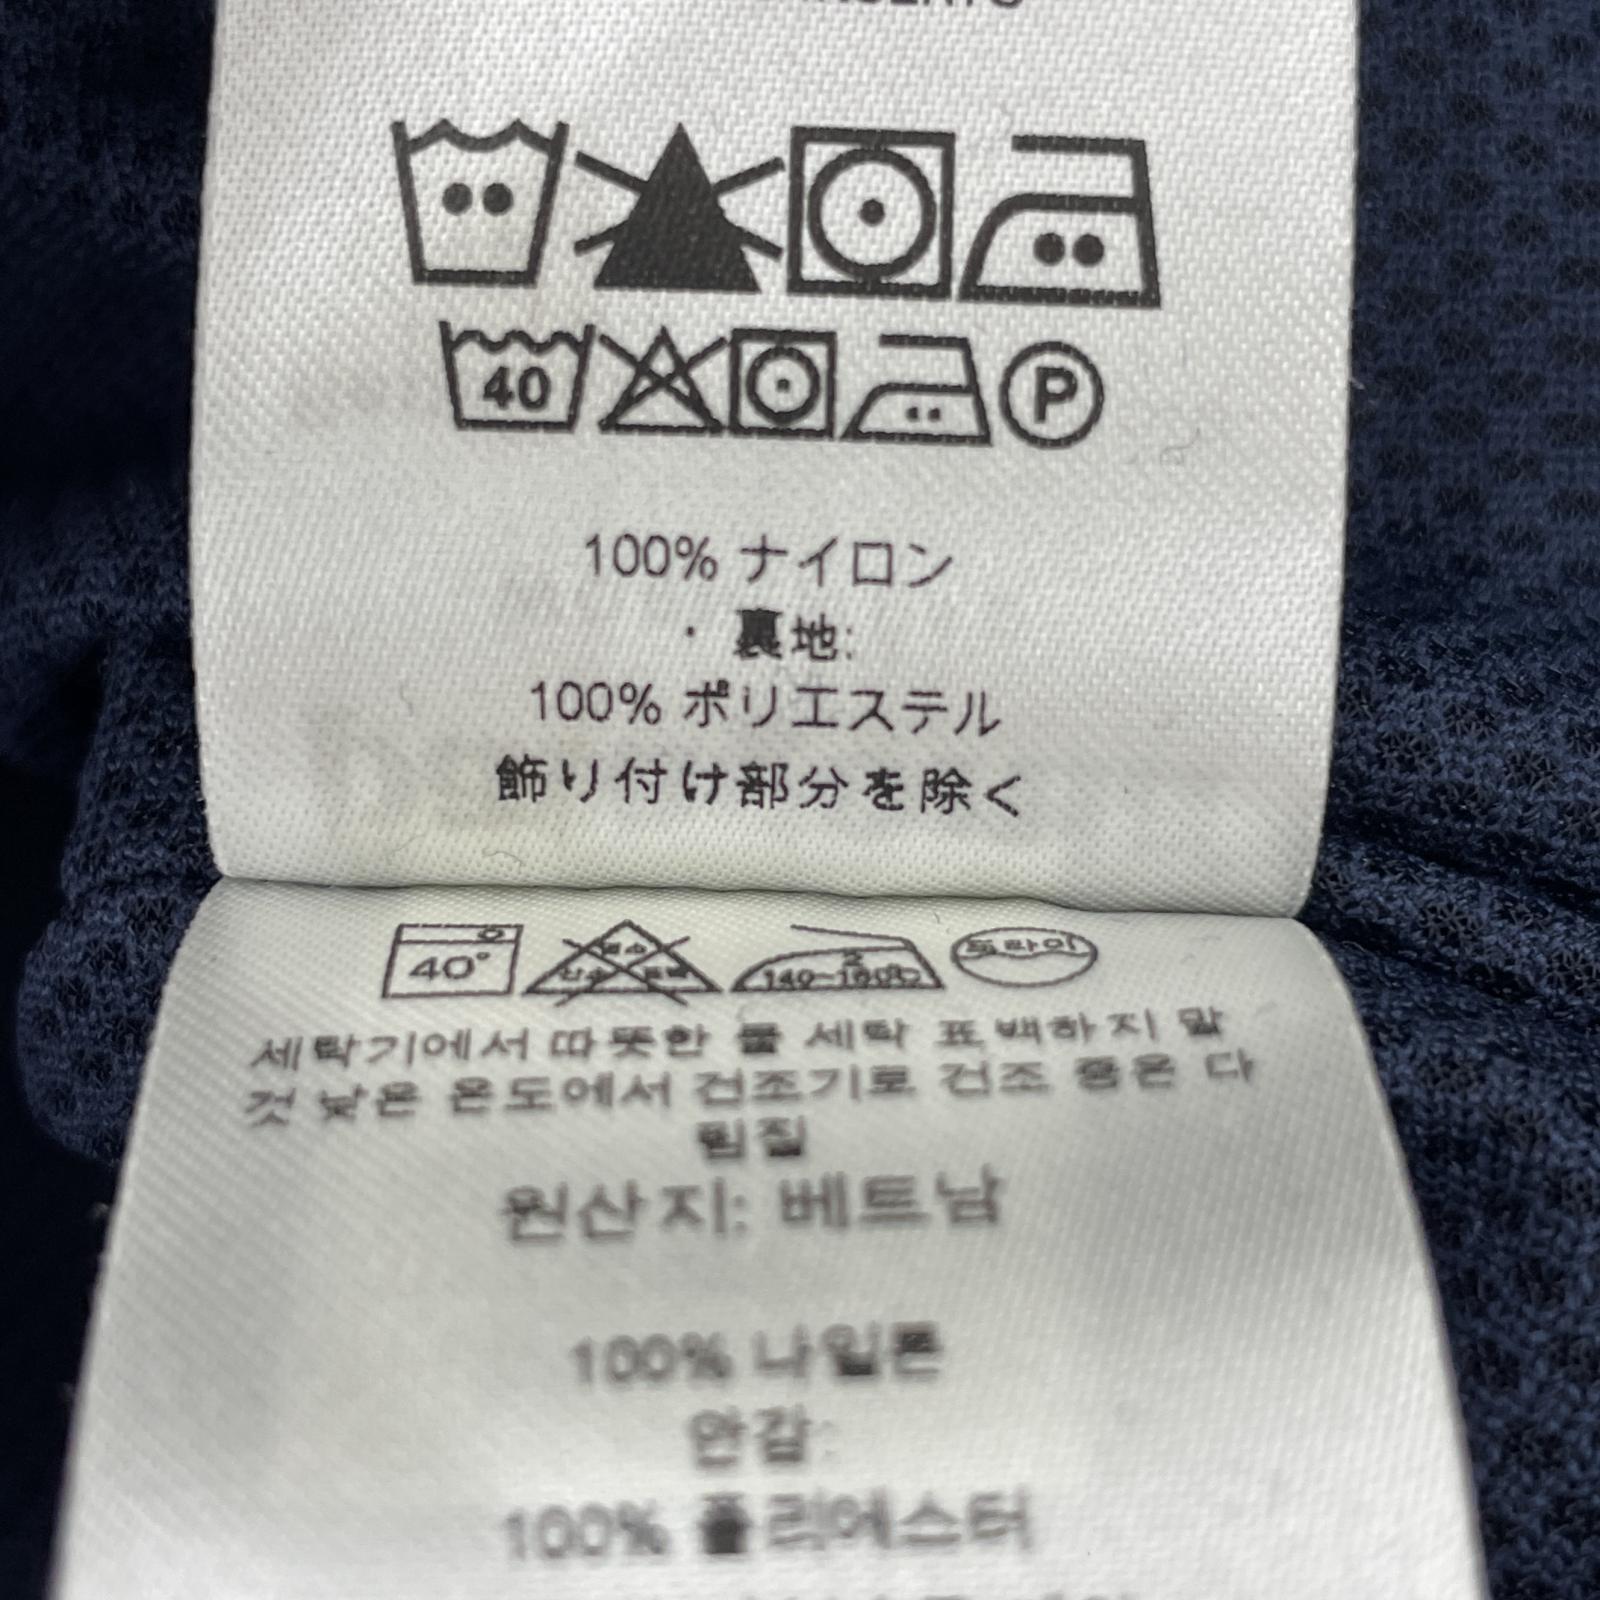 40
P
100% ナイロン
・裏地:
100% ポリエステル
飾り付け部分を除く
40°
140~160℃
드라이
세탁기에서 따뜻한 물 세탁 표백하지 말
것 낮은 온도에서 건조기로 건조 중온 다
림질
원산지: 베트남
100% 나일론
안감:
100% 폴리에스터